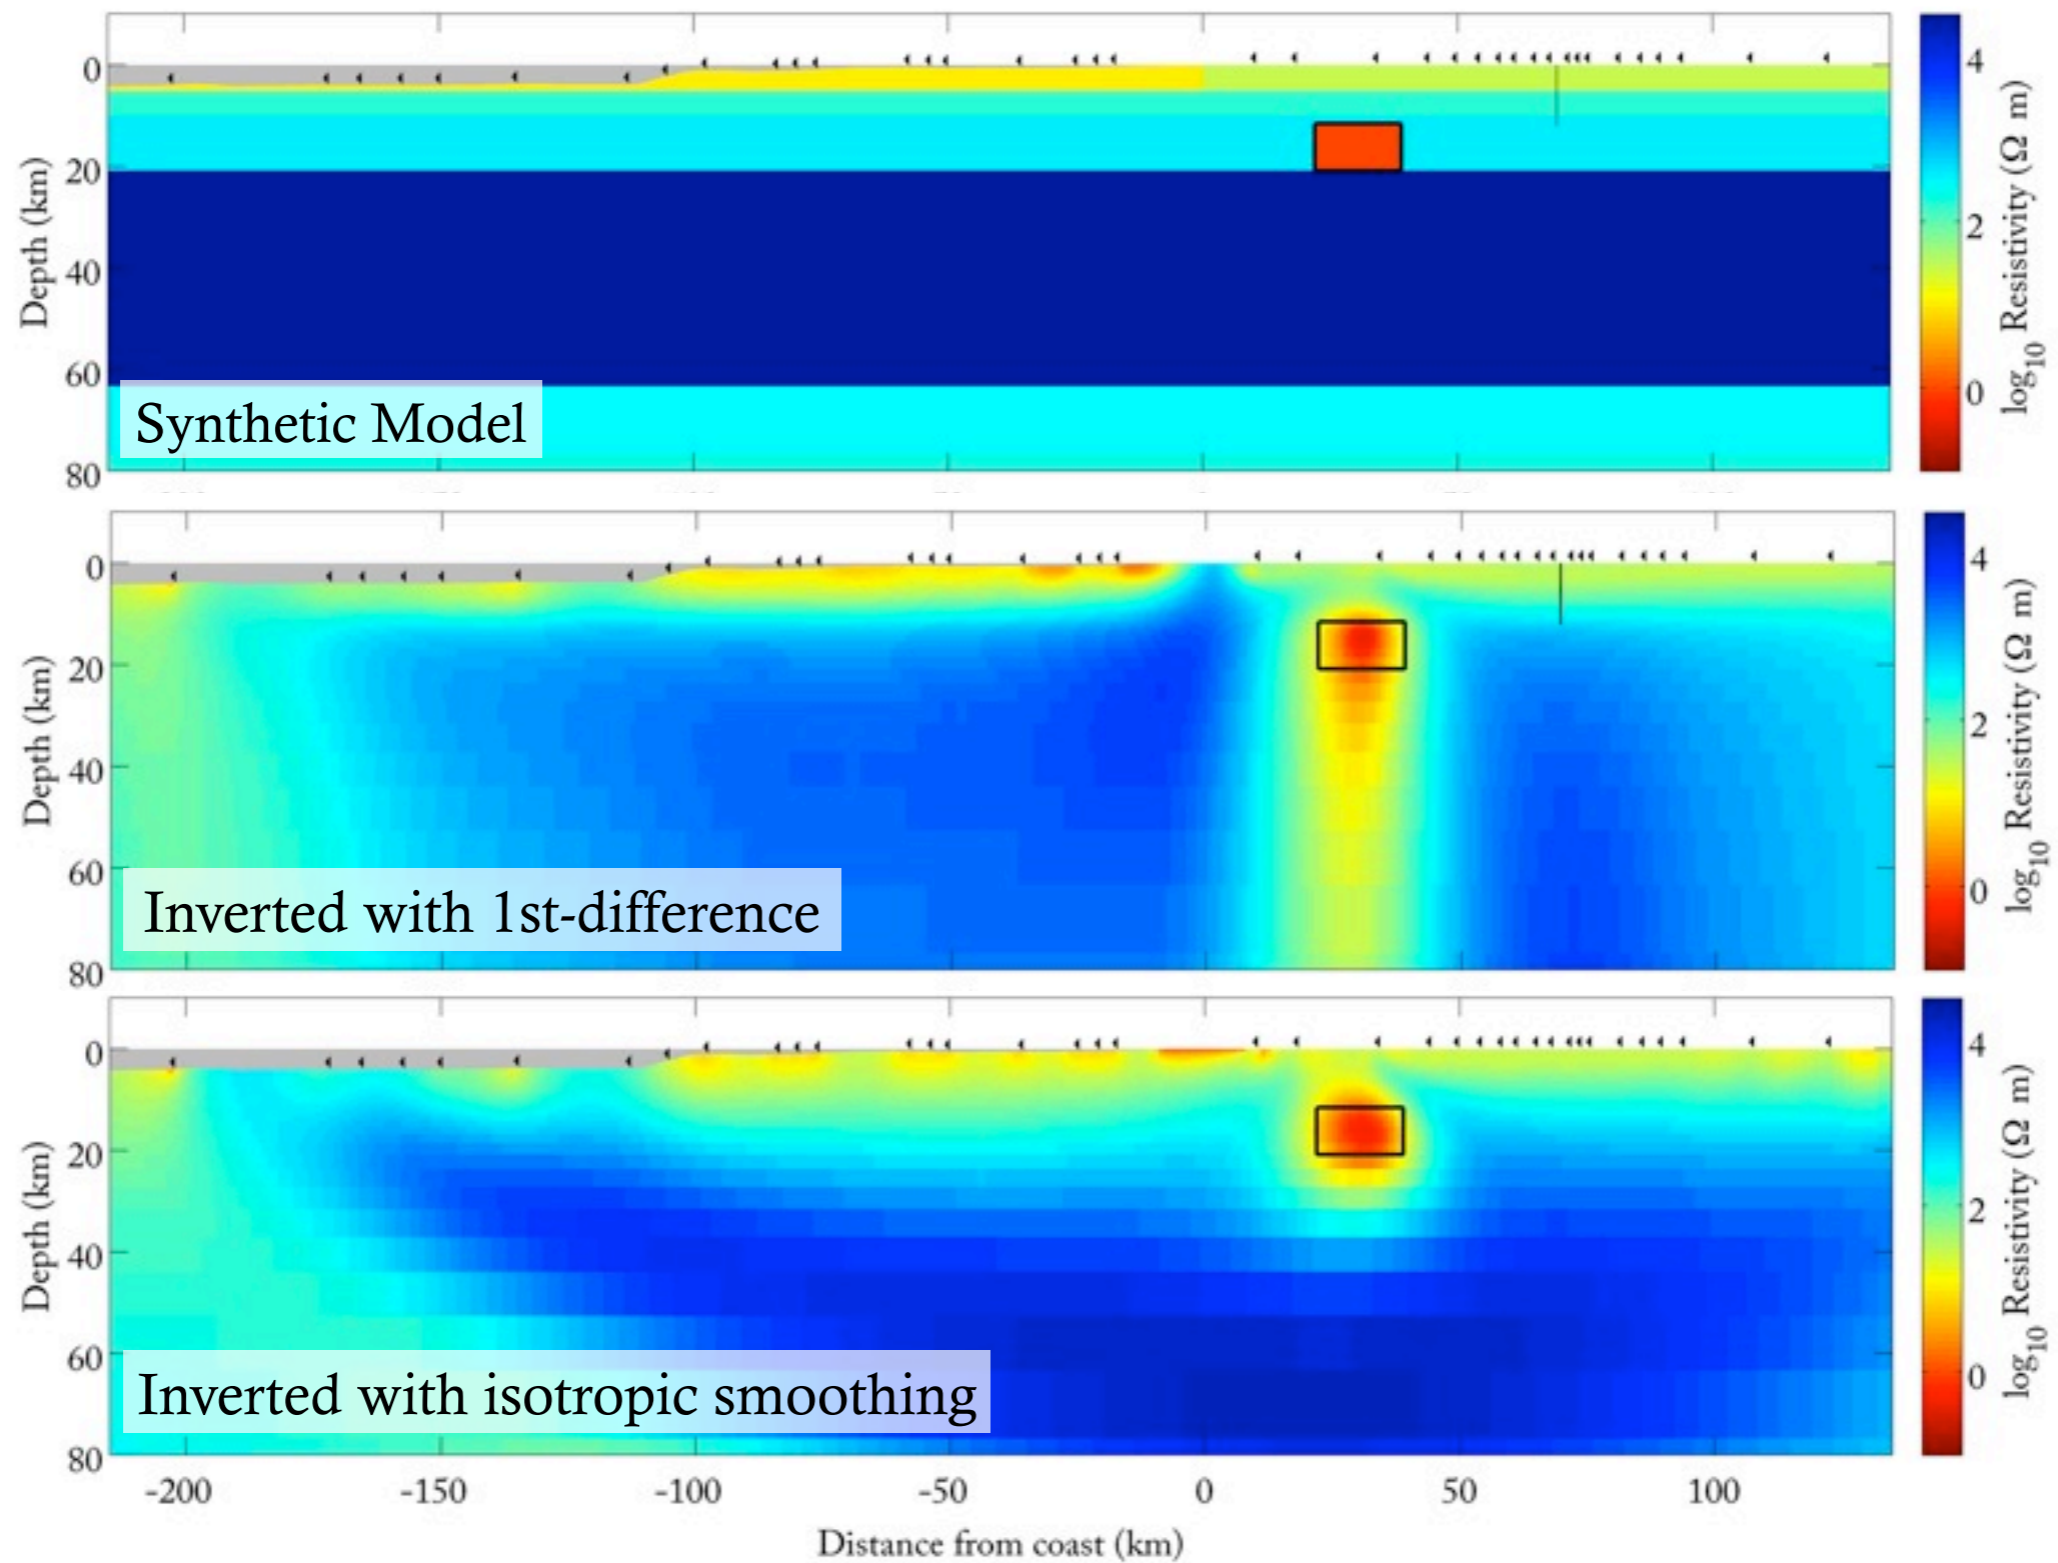 0
20
40
60
80
Depth (km)
Synthetic Model
4
2
0
log10 Resistivity (Ω m)
0
20
40
60
80
Depth (km)
Inverted with 1st-difference
4
2
0
log10 Resistivity (Ω m)
0
20
40
60
80
Depth (km)
Inverted with isotropic smoothing
4
2
0
log10 Resistivity (Ω m)
-200 -150 -100 -50 0 50 100
Distance from coast (km)